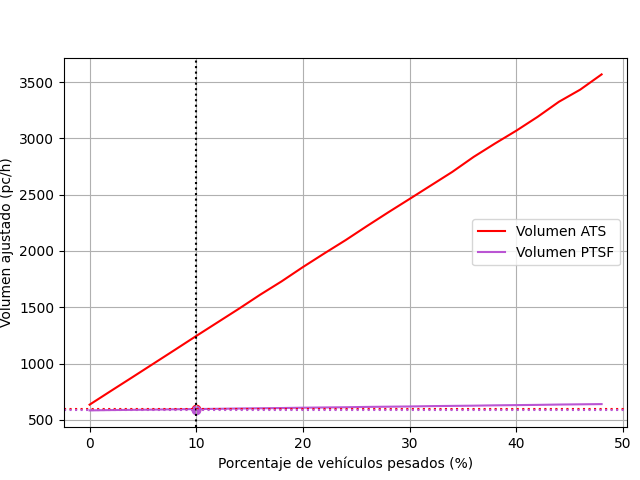 3500
3000
2500
2000
1500
1000
500
Volumen ajustado (pc/h)
Volumen ATS
Volumen PTSF
0 10 20 30 40 50
Porcentaje de vehículos pesados (%)